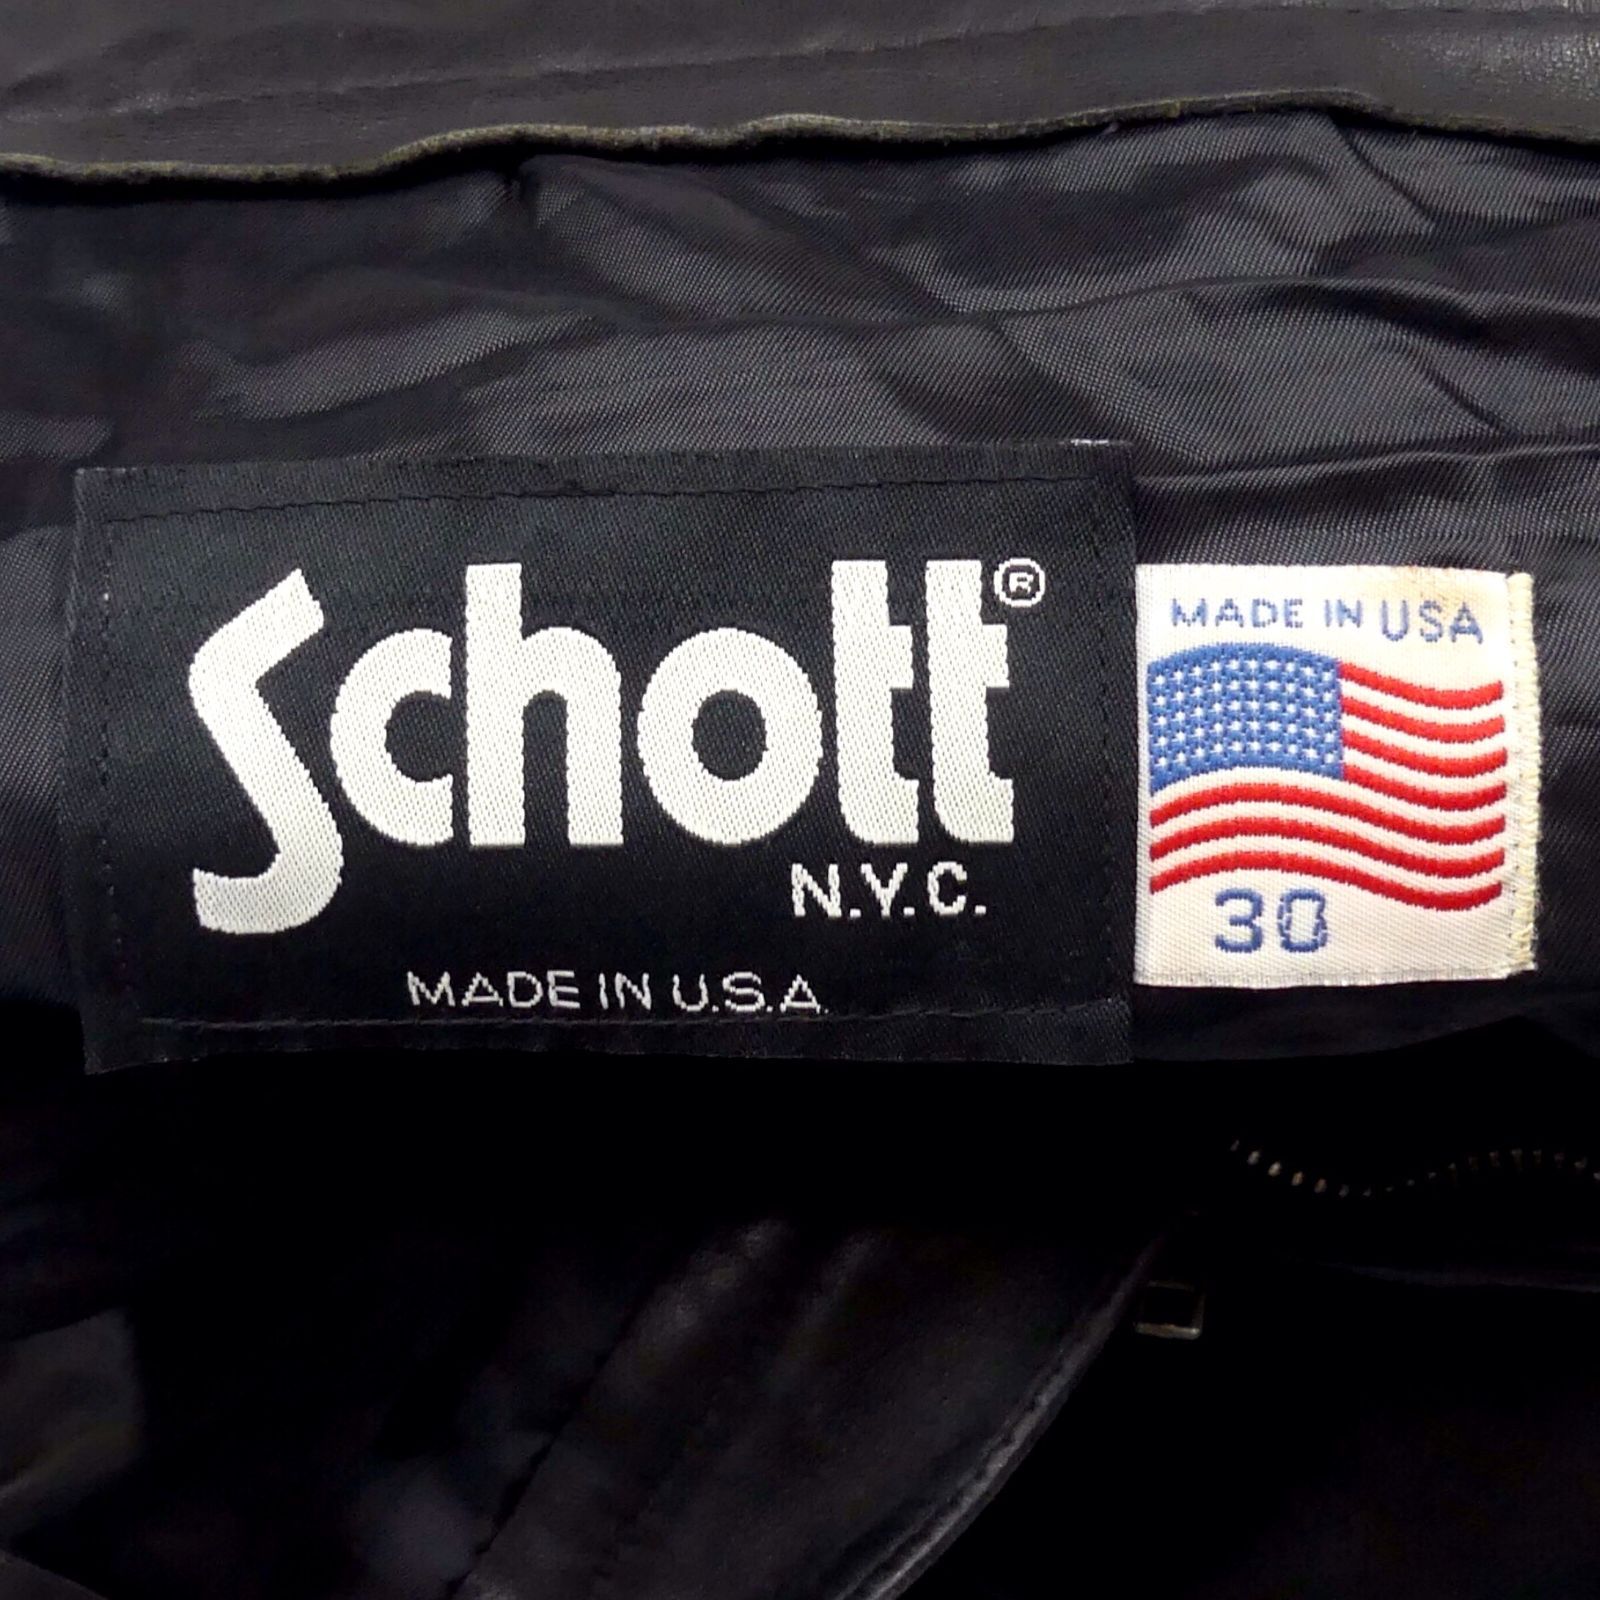 Schott®
N.Y.C.
MADE IN U.S.A.
MADE IN USA
30